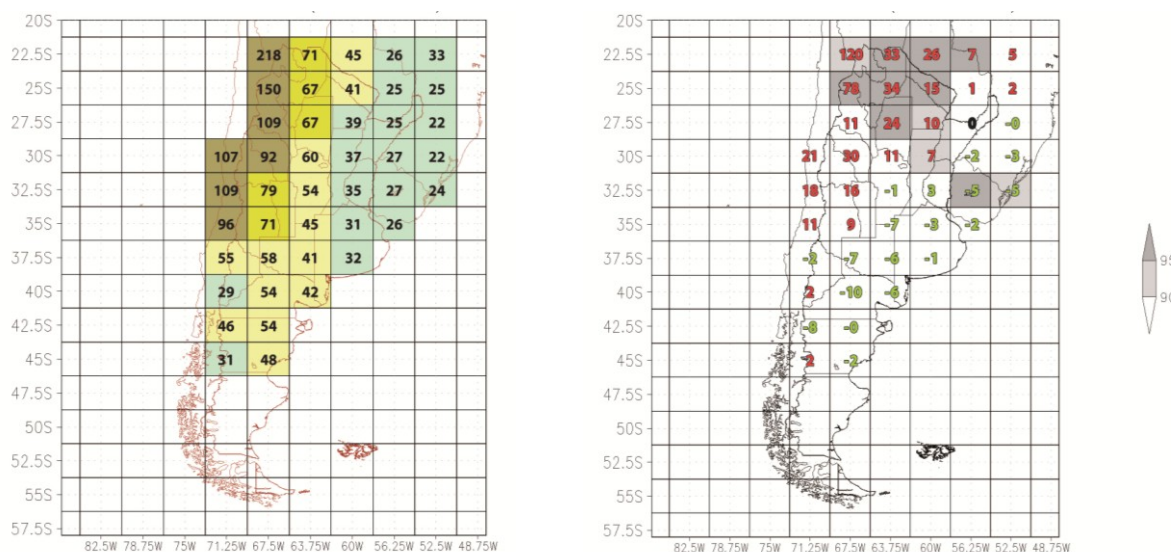 20S
22.5S 218 71 45 26 33
25S 150 67 41 25 25
27.5S 109 67 39 25 22
30S 107 92 60 37 27 22
32.5S 109 79 54 35 27 24
35S 96 71 45 31 26
37.5S 55 58 41 32
40S 29 54 42
42.5S 46 54
45S 31 48
47.5S
50S
52.5S
55S
57.5S
82.5W 78.75W 75W 71.25W 67.5W 63.75W 60W 56.25W 52.5W 48.75W
20S
22.5S 120 33 26 7 5
25S 78 34 15 1 2
27.5S 11 24 10 0 -0
30S 21 30 11 7 -2 -3
32.5S 18 16 -1 3 -5
35S 11 9 -7 -3 -2
37.5S -2 -7 -6 -1
40S 2 -10 -6
42.5S -8 -0
45S 2 -2
47.5S
50S
52.5S
55S
57.5S
82.5W 78.75W 75W 71.25W 67.5W 63.75W 60W 56.25W 52.5W 48.75W
95
90